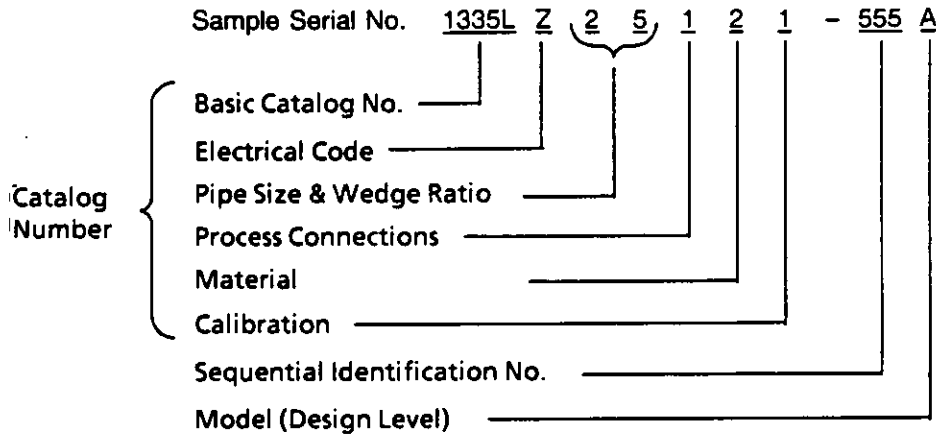 Sample Serial No. 1335L Z 2 5 1 2 1 - 555 A
Basic Catalog No.
Electrical Code
Catalog
Number
Pipe Size & Wedge Ratio
Process Connections
Material
Calibration
Sequential Identification No.
Model (Design Level)